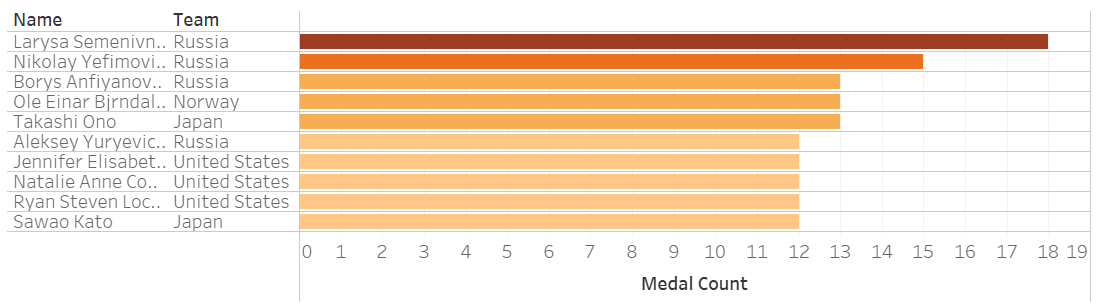 Name Team
Larysa Semenivn.. Russia
Nikolay Yefimovi.. Russia
Borys Anfiyanov.. Russia
Ole Einar Bjrndal.. Norway
Takashi Ono Japan
Aleksey Yuryevic.. Russia
Jennifer Elisabet.. United States
Natalie Anne Co.. United States
Ryan Steven Loc.. United States
Sawao Kato Japan
0 1 2 3 4 5 6 7 8 9 10 11 12 13 14 15 16 17 18 19
Medal Count